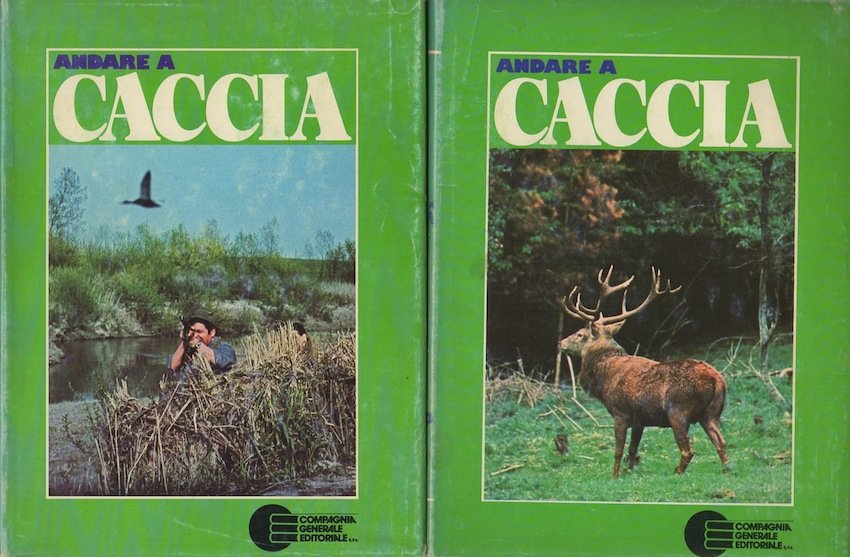 ANDARE A
CACCIA
COMPAGNIA
GENERALE
EDITORIALE S.P.A.
ANDARE A
CACCIA
COMPAGNIA
GENERALE
EDITORIALE S.P.A.